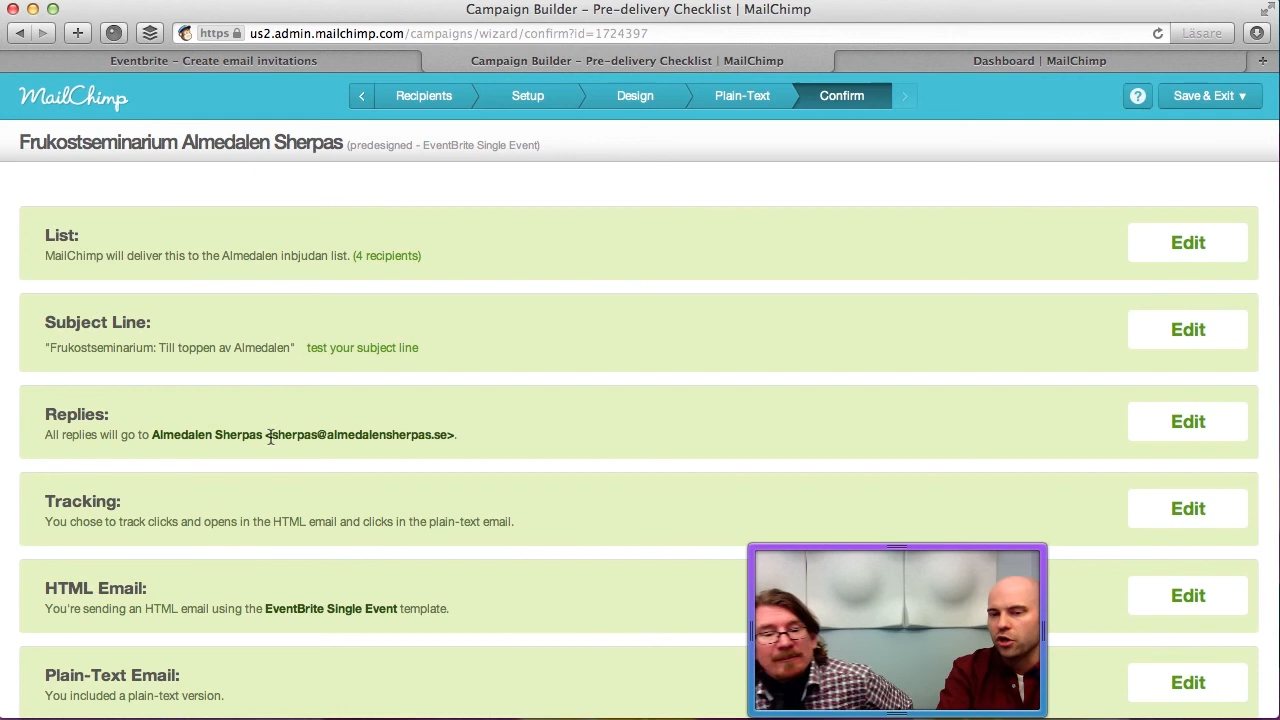 Campaign Builder – Pre-delivery Checklist | MailChimp
https us2.admin.mailchimp.com/campaigns/wizard/confirm?id=1724397 Läsare
Eventbrite – Create email invitations Campaign Builder – Pre-delivery Checklist | MailChimp Dashboard | MailChimp
MailChimp Recipients Setup Design Plain-Text Confirm ? Save & Exit
Frukostseminarium Almedalen Sherpas (predesigned - EventBrite Single Event)
List:
MailChimp will deliver this to the Almedalen inbjudan list. (4 recipients)
Edit
Subject Line:
"Frukostseminarium: Till toppen av Almedalen" test your subject line
Edit
Replies:
All replies will go to Almedalen Sherpas <sherpas@almedalensherpas.se>.
Edit
Tracking:
You chose to track clicks and opens in the HTML email and clicks in the plain-text email.
Edit
HTML Email:
You're sending an HTML email using the EventBrite Single Event template.
Edit
Plain-Text Email:
You included a plain-text version.
Edit